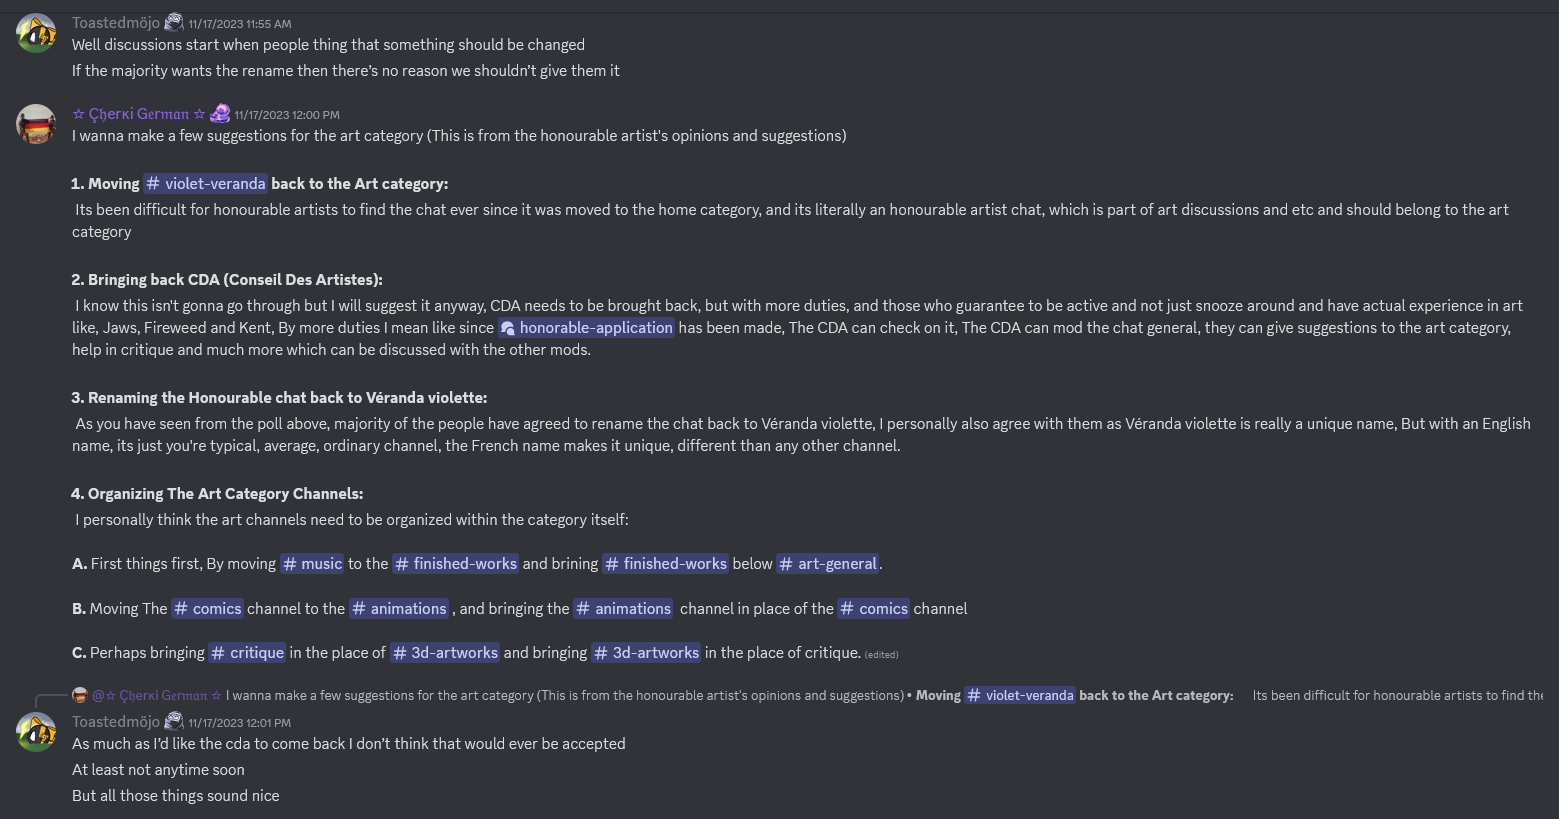 Toastedmöjo 11/17/2023 11:55 AM
Well discussions start when people thing that something should be changed
If the majority wants the rename then there's no reason we shouldn't give them it
☆ Çɧerкi Gεrmαn ☆ 11/17/2023 12:00 PM
I wanna make a few suggestions for the art category (This is from the honourable artist's opinions and suggestions)
1. Moving # violet-veranda back to the Art category:
Its been difficult for honourable artists to find the chat ever since it was moved to the home category, and its literally an honourable artist chat, which is part of art discussions and etc and should belong to the art
category
2. Bringing back CDA (Conseil Des Artistes):
I know this isn't gonna go through but I will suggest it anyway, CDA needs to be brought back, but with more duties, and those who guarantee to be active and not just snooze around and have actual experience in art
like, Jaws, Fireweed and Kent, By more duties I mean like since honorable-application has been made, The CDA can check on it, The CDA can mod the chat general, they can give suggestions to the art category,
help in critique and much more which can be discussed with the other mods.
3. Renaming the Honourable chat back to Véranda violette:
As you have seen from the poll above, majority of the people have agreed to rename the chat back to Véranda violette, I personally also agree with them as Véranda violette is really a unique name, But with an English
name, its just you're typical, average, ordinary channel, the French name makes it unique, different than any other channel.
4. Organizing The Art Category Channels:
I personally think the art channels need to be organized within the category itself:
A. First things first, By moving # music to the # finished-works and brining # finished-works below # art-general.
B. Moving The # comics channel to the # animations , and bringing the # animations channel in place of the # comics channel
C. Perhaps bringing # critique in the place of # 3d-artworks and bringing # 3d-artworks in the place of critique. (edited)
@☆ Çɧerкi Gεrmαn ☆ I wanna make a few suggestions for the art category (This is from the honourable artist's opinions and suggestions) • Moving # violet-veranda back to the Art category: Its been difficult for honourable artists to find the
Toastedmöjo 11/17/2023 12:01 PM
As much as I'd like the cda to come back I don't think that would ever be accepted
At least not anytime soon
But all those things sound nice